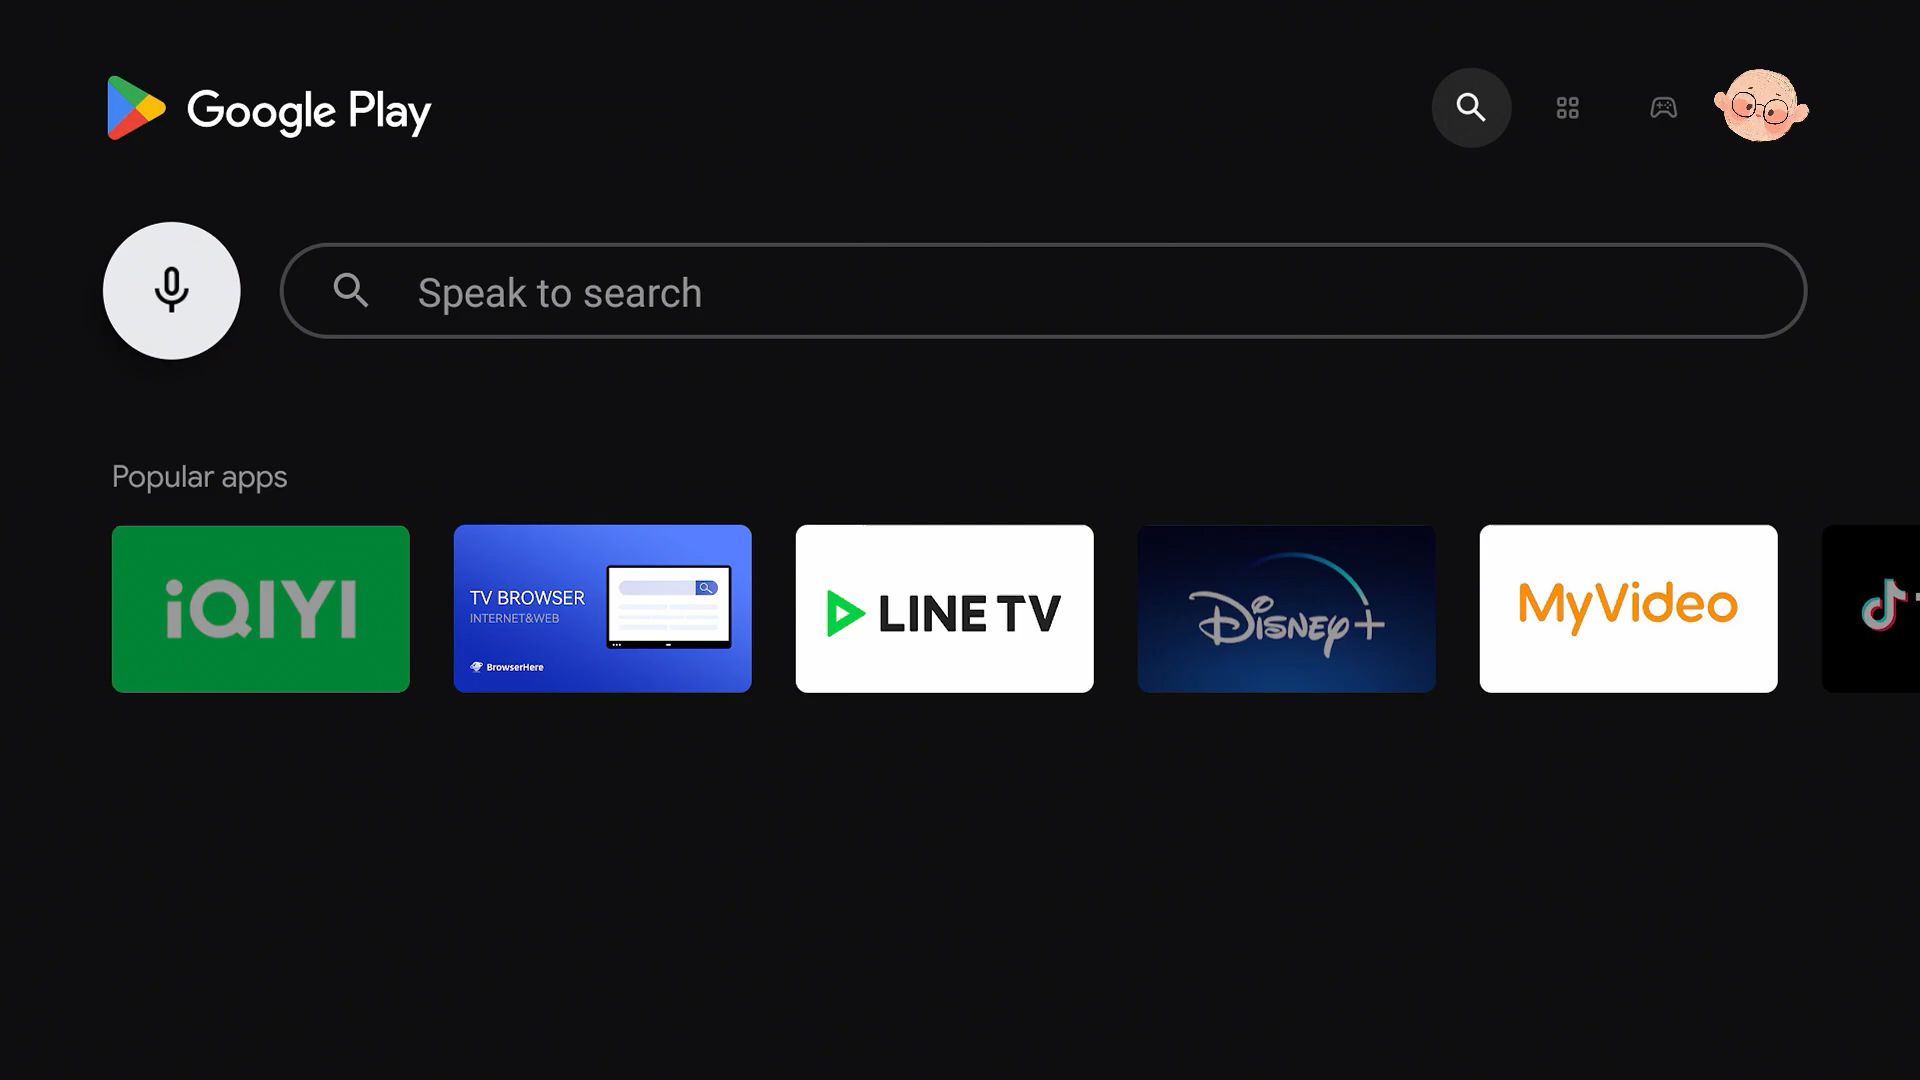 Google Play
Speak to search
Popular apps
iQIYI
TV BROWSER
INTERNET&WEB
BrowserHere
LINE TV
Disney+
MyVideo